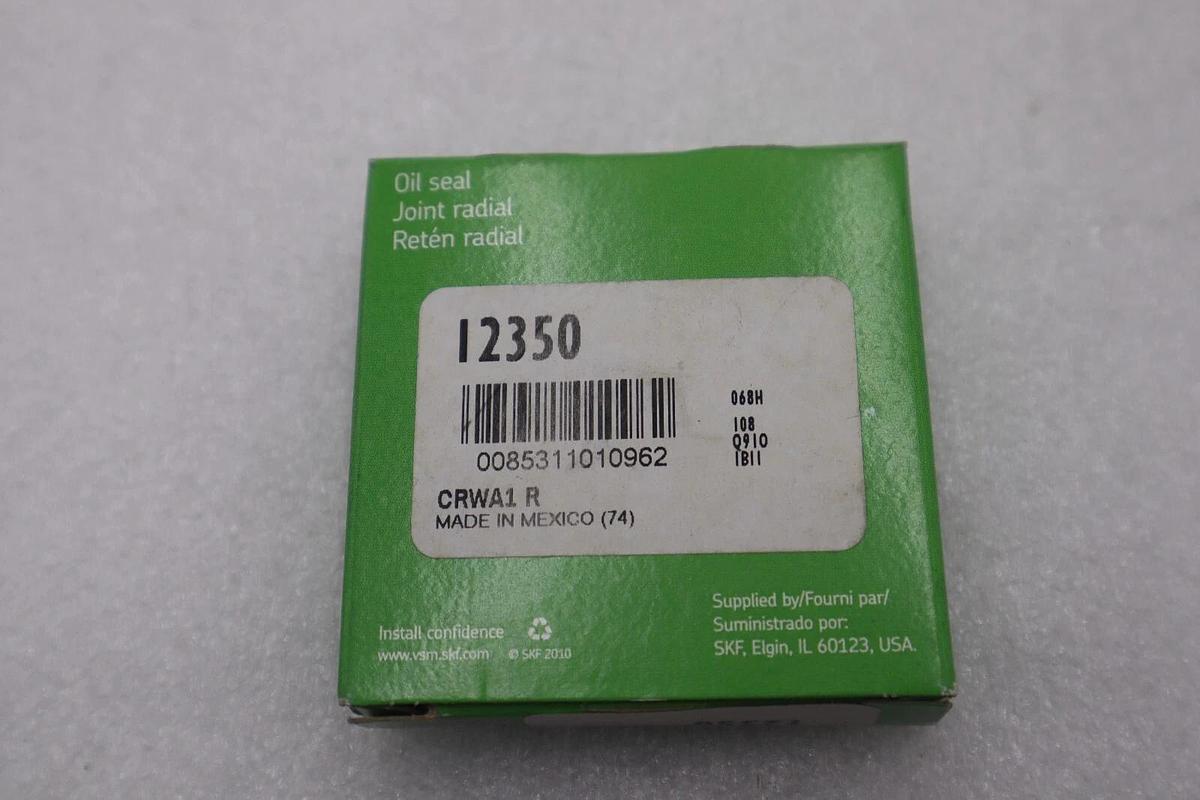 Oil seal
Joint radial
Retén radial
12350
0085311010962
068H
108
Q910
1B11
CRWA1 R
MADE IN MEXICO (74)
Install confidence
www.vsm.skf.com © SKF 2010
Supplied by/Fourni par/
Suministrado por:
SKF, Elgin, IL 60123, USA.